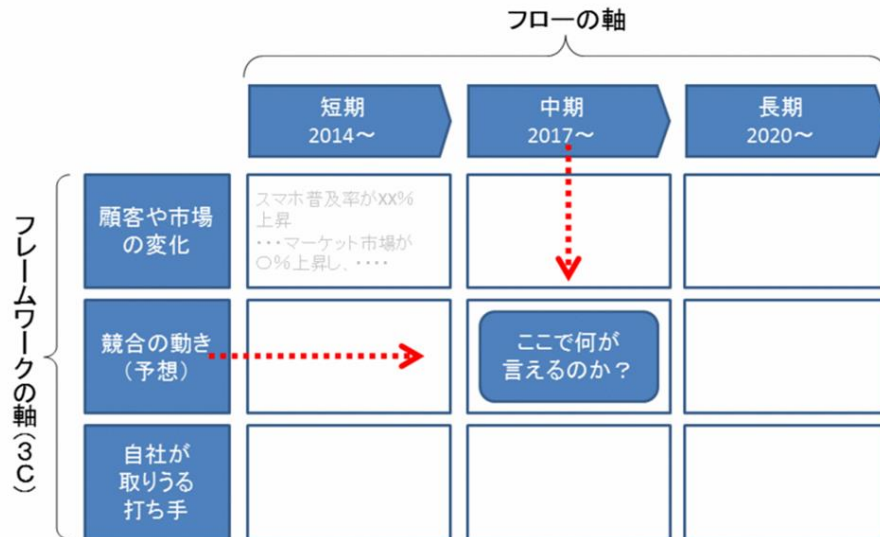 フローの軸
短期
2014～
中期
2017～
長期
2020～
フレームワークの軸(3C)
顧客や市場
の変化
スマホ普及率がXX%
上昇
・・・マーケット市場が
〇%上昇し、・・・・
競合の動き
(予想)
ここで何が
言えるのか？
自社が
取りうる
打ち手